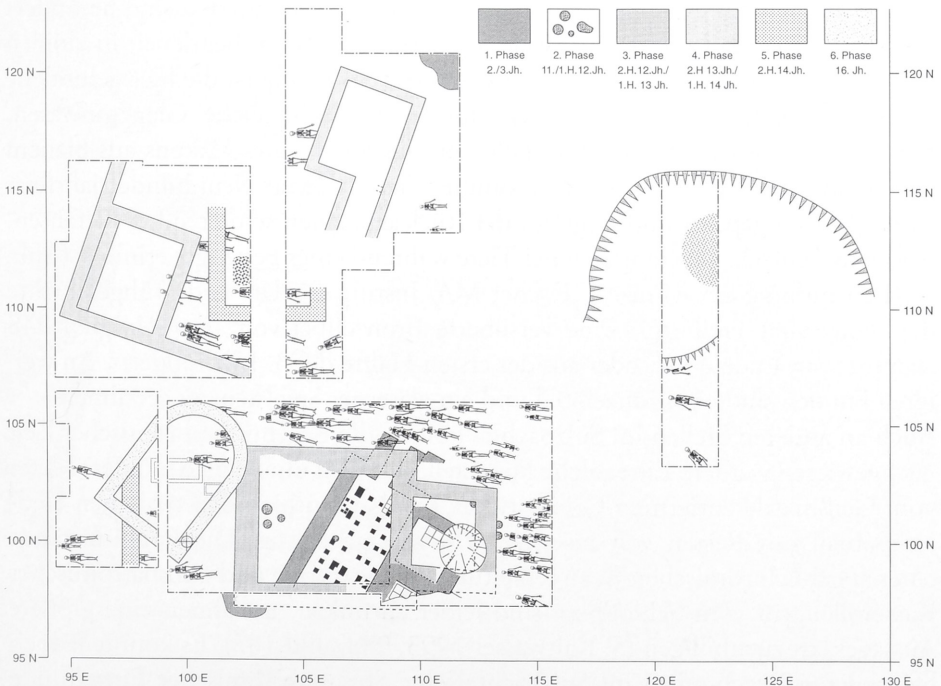 1. Phase
2./3. Jh.
2. Phase
11./1.H.12.Jh.
3. Phase
2.H.12.Jh./
1.H. 13 Jh.
4. Phase
2.H 13.Jh./
1.H. 14 Jh.
5. Phase
2.H.14.Jh.
6. Phase
16. Jh.
120 N
120 N
115 N
115 N
110 N
110 N
105 N
105 N
100 N
100 N
95 N
95 N
95 E
100 E
105 E
110 E
115 E
120 E
125 E
130 E